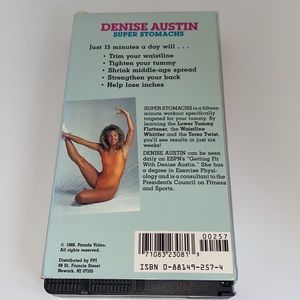 DENISE AUSTIN
SUPER STOMACHS
Just 15 minutes a day will . . .
• Trim your waistline
• Tighten your tummy
• Shrink middle-age spread
• Strengthen your back
• Help lose inches
SUPER STOMACHS is a fifteen
minute workout specifically
targeted for your tummy. By
learning the Lower Tummy
Flattener, the Waistline
Whittler and the Torso Twist,
you'll see results in just six
weeks!
DENISE AUSTIN can be seen
daily on ESPN's "Getting Fit
With Denise Austin." She has
a degree in Exercise Physi-
ology and is a consultant to the
President's Council on Fitness
and Sports.
© 1988, Parade Video.
All rights reserved.
Distributed by PPI
88 St. Francis Street
Newark, NJ 07105
00257
71083 23081 3
ISBN 0-88149-257-4